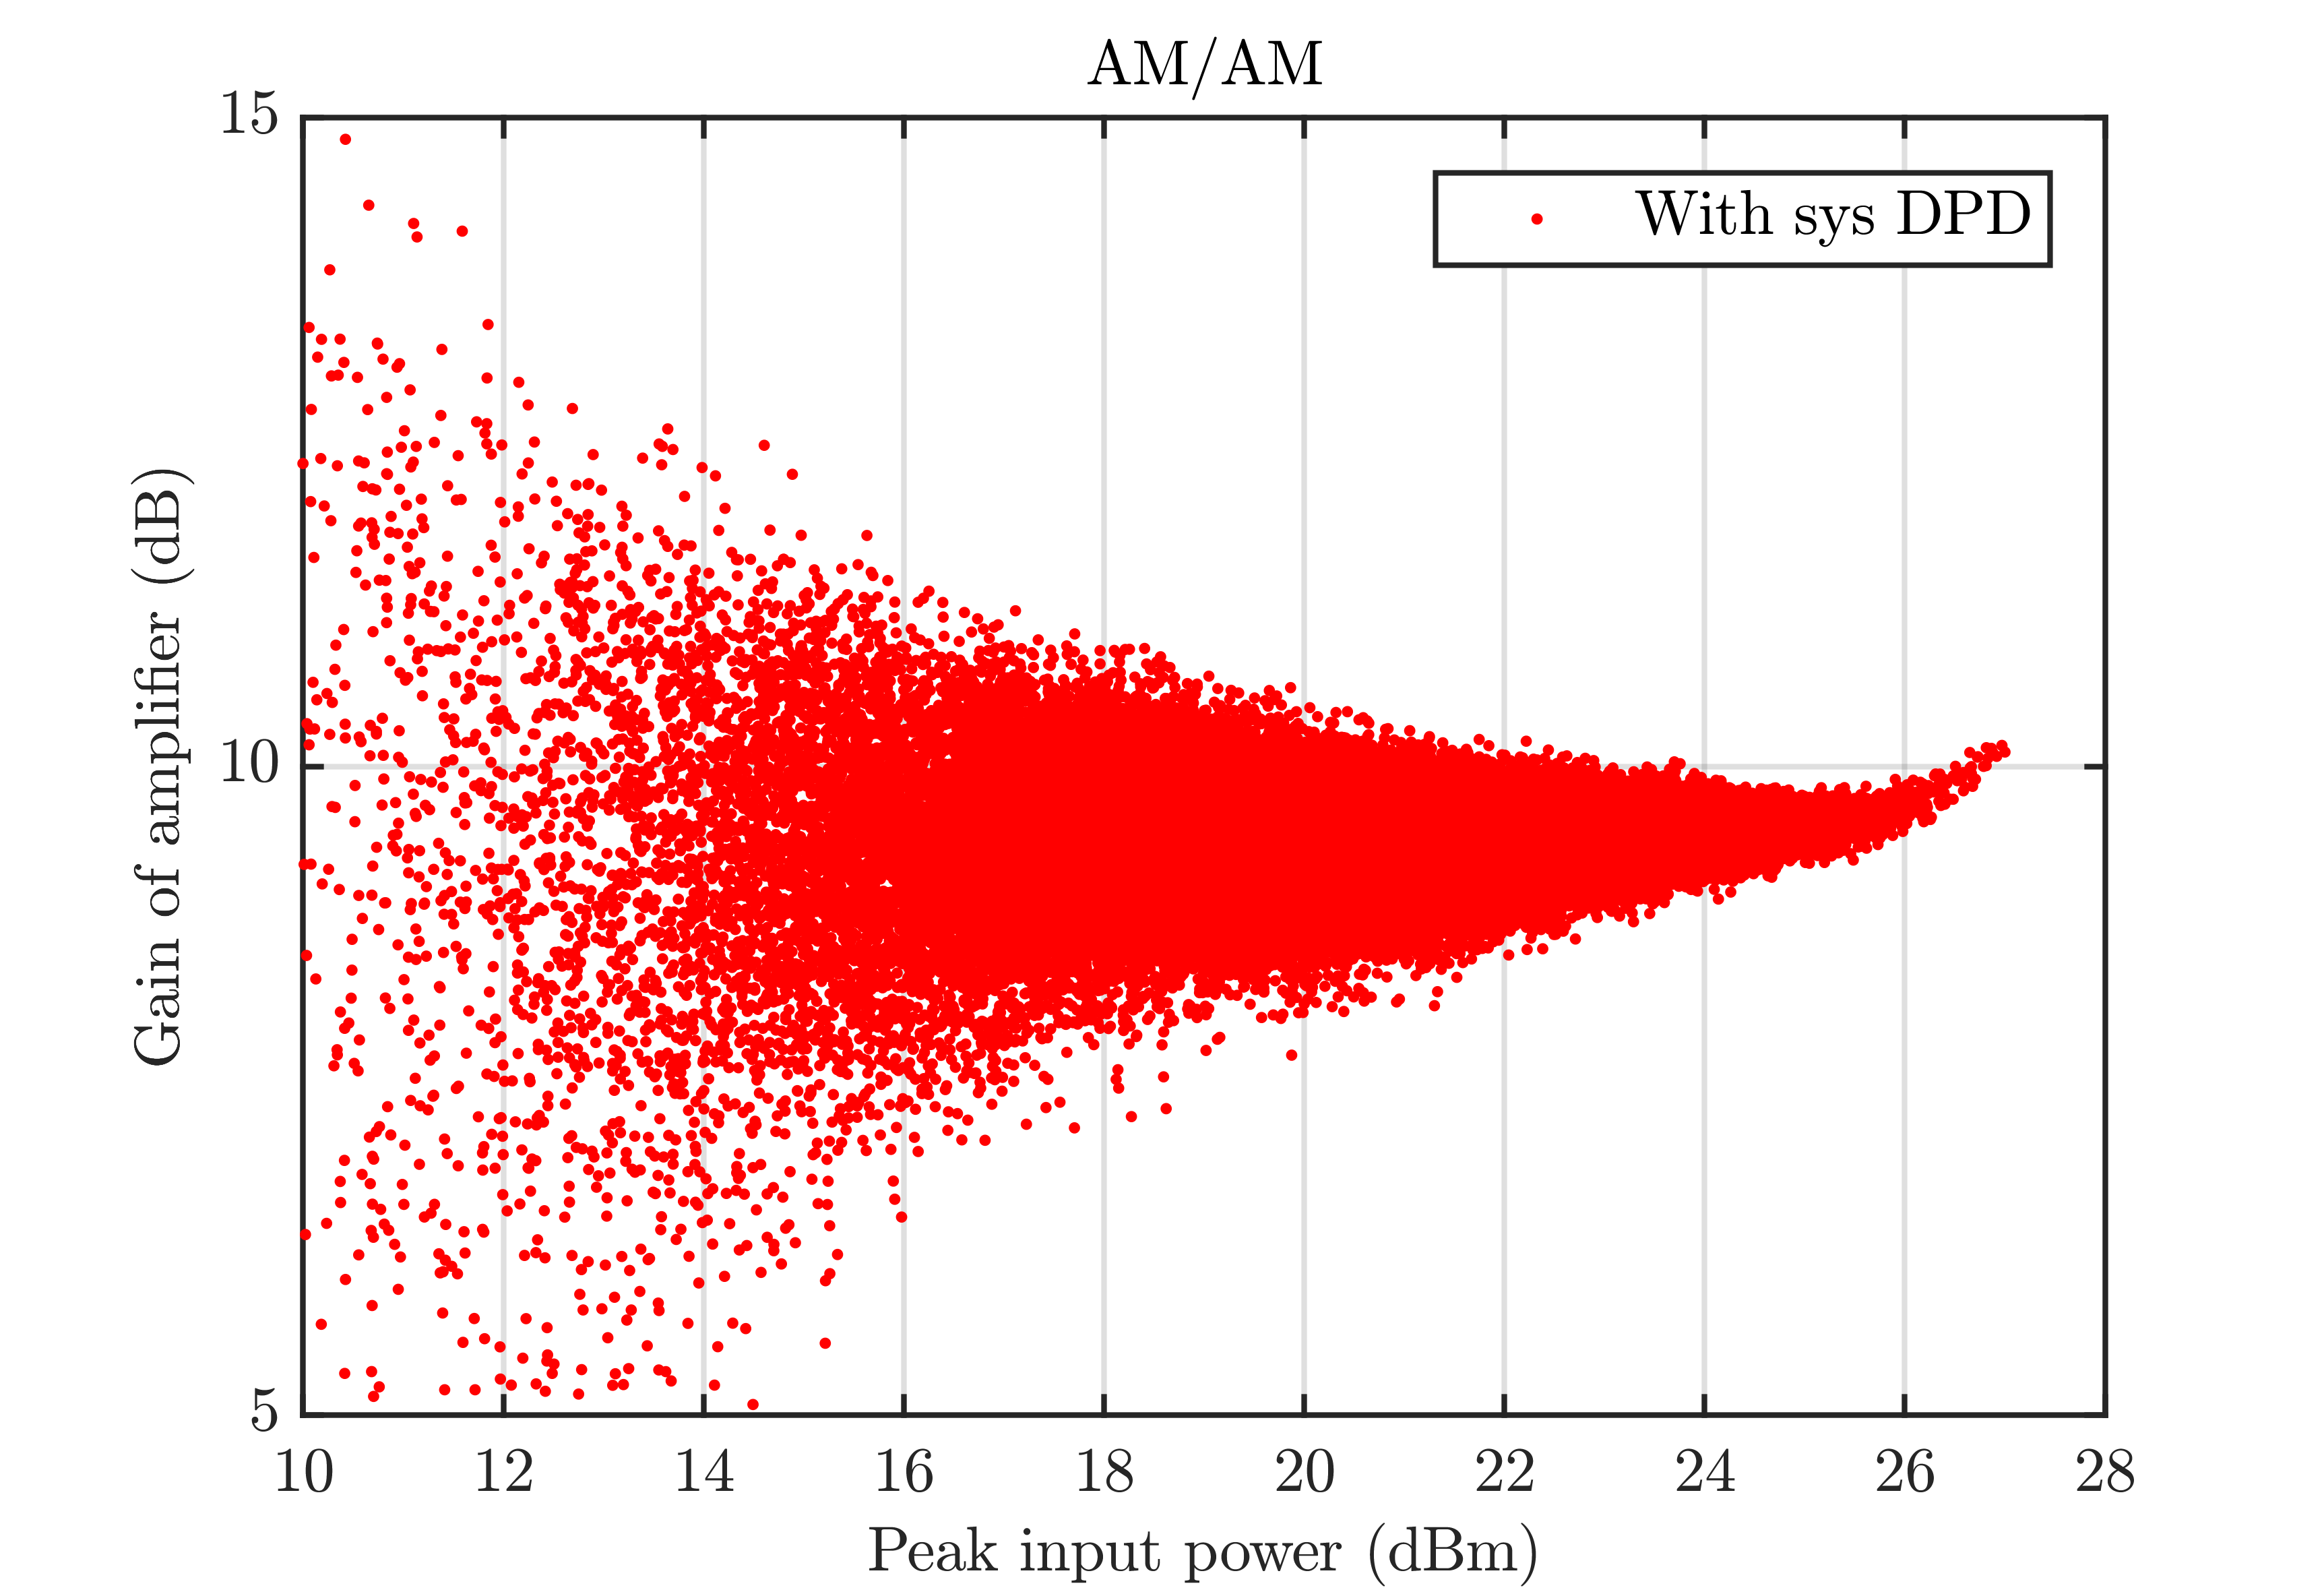 AM/AM
15
With sys DPD
10
Gain of amplifier (dB)
5
10 12 14 16 18 20 22 24 26 28
Peak input power (dBm)